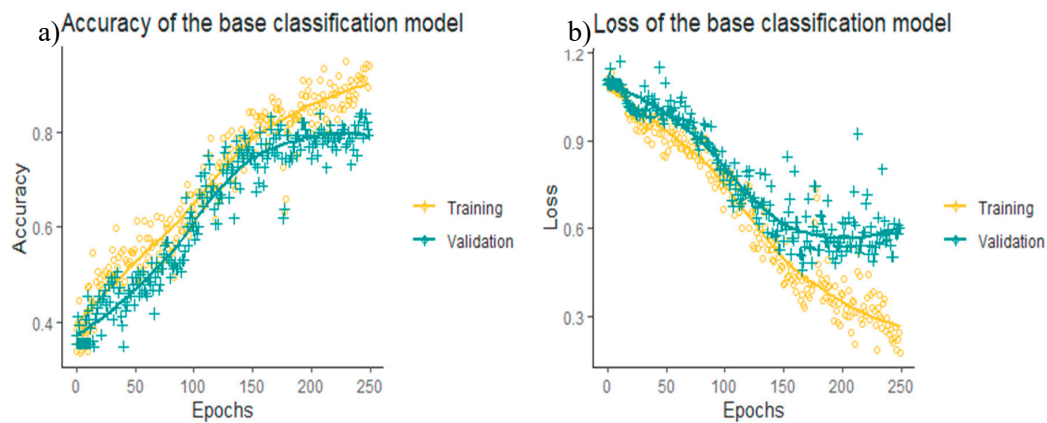 a) Accuracy of the base classification model
0.8
0.6
0.4
Accuracy
0 50 100 150 200 250
Epochs
Training
Validation
b) Loss of the base classification model
1.2
0.9
0.6
0.3
Loss
0 50 100 150 200 250
Epochs
Training
Validation